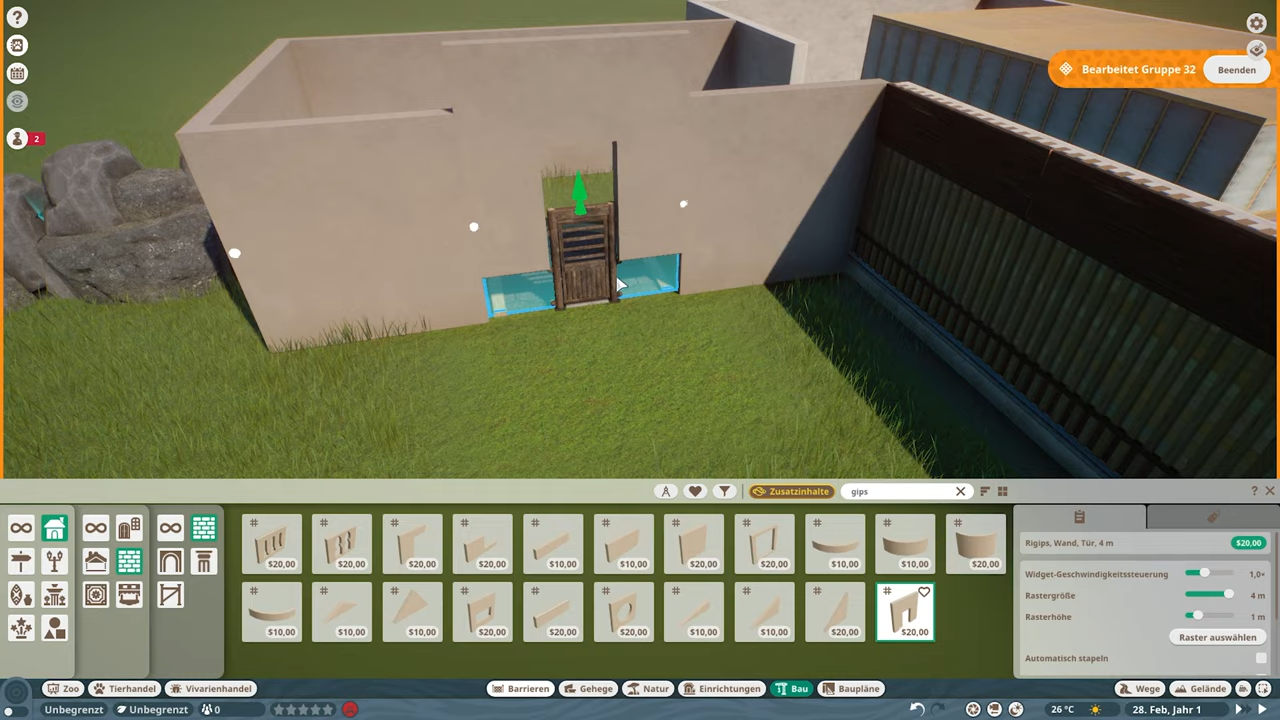 ?
Bearbeitet Gruppe 32
Beenden
2
Zusatzinhalte
gips
?
$20,00 $20,00 $20,00 $20,00 $10,00 $10,00 $20,00 $20,00 $10,00 $10,00 $20,00
$10,00 $10,00 $10,00 $20,00 $20,00 $20,00 $10,00 $10,00 $20,00 $20,00
Rigips, Wand, Tür, 4 m
$20,00
Widget-Geschwindigkeitssteuerung 1,0×
Rastergröße 4 m
Rasterhöhe 1 m
Raster auswählen
Automatisch stapeln
Zoo Tierhandel Vivarienhandel Barrieren Gehege Natur Einrichtungen Bau Baupläne Wege Gelände
Unbegrenzt Unbegrenzt 0 26 °C 28. Feb, Jahr 1